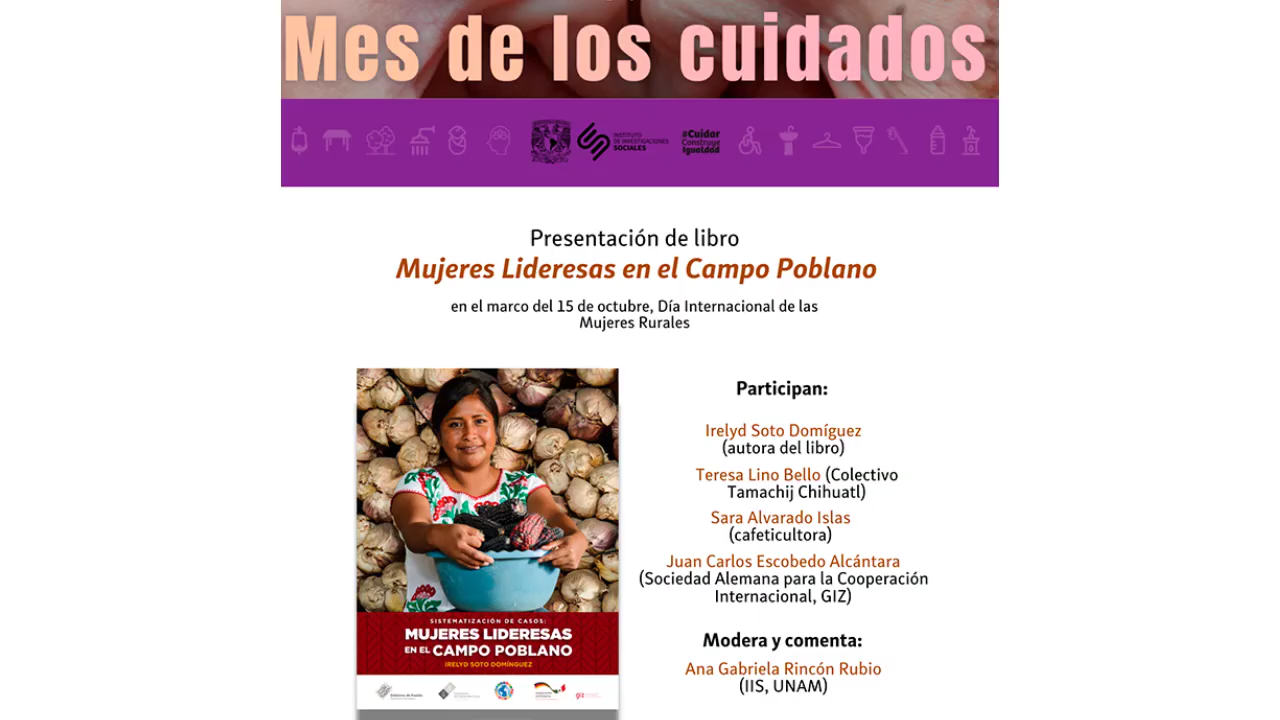 Mes de los cuidados
INSTITUTO
DE INVESTIGACIONES
SOCIALES
#Cuidar
Construye
Igualdad
Presentación de libro
Mujeres Lideresas en el Campo Poblano
en el marco del 15 de octubre, Día Internacional de las
Mujeres Rurales
Participan:
Irelyd Soto Domíguez
(autora del libro)
Teresa Lino Bello (Colectivo
Tamachij Chihuatl)
Sara Alvarado Islas
(cafeticultora)
Juan Carlos Escobedo Alcántara
(Sociedad Alemana para la Cooperación
Internacional, GIZ)
Modera y comenta:
Ana Gabriela Rincón Rubio
(IIS, UNAM)
SISTEMATIZACIÓN DE CASOS:
MUJERES LIDERESAS
EN EL CAMPO POBLANO
IRELYD SOTO DOMÍNGUEZ
Gobierno de Puebla
giz